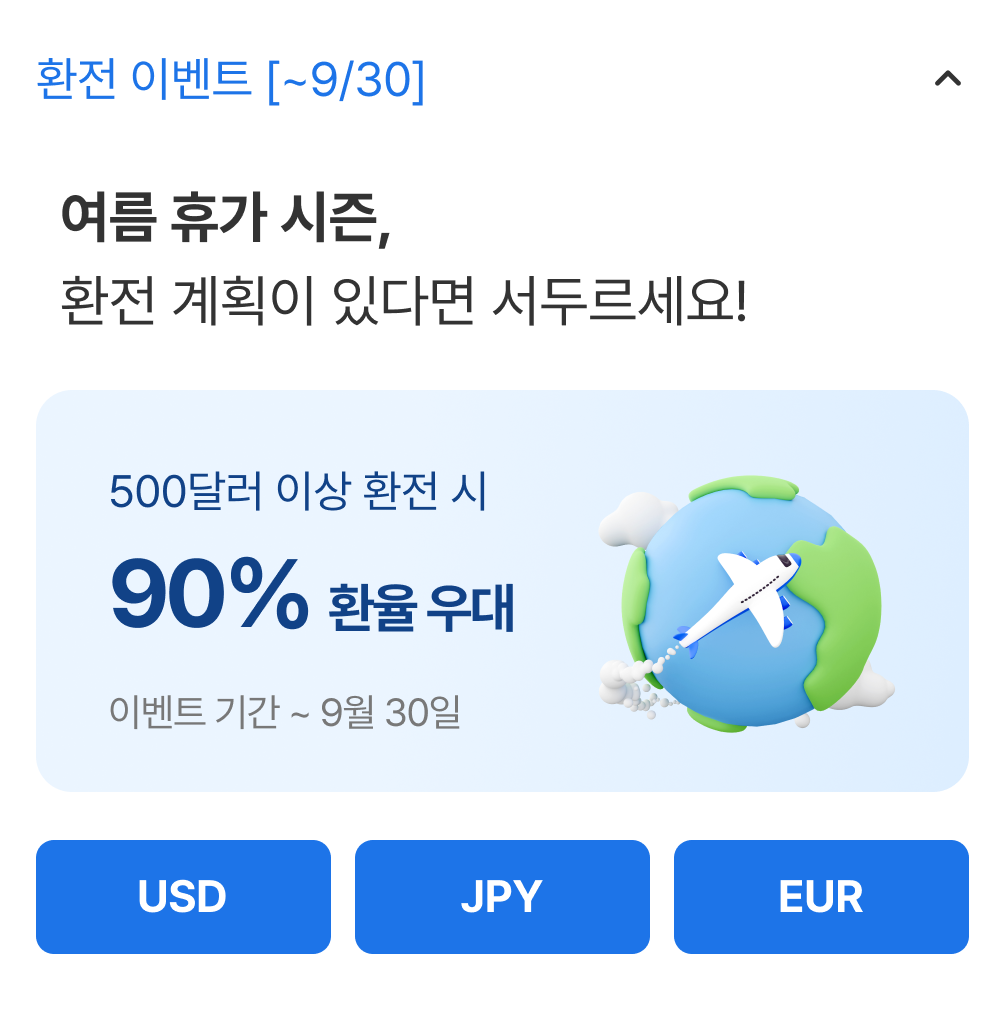 환전 이벤트 [~9/30]
여름 휴가 시즌,
환전 계획이 있다면 서두르세요!
500달러 이상 환전 시
90% 환율 우대
이벤트 기간 ~ 9월 30일
USD
JPY
EUR